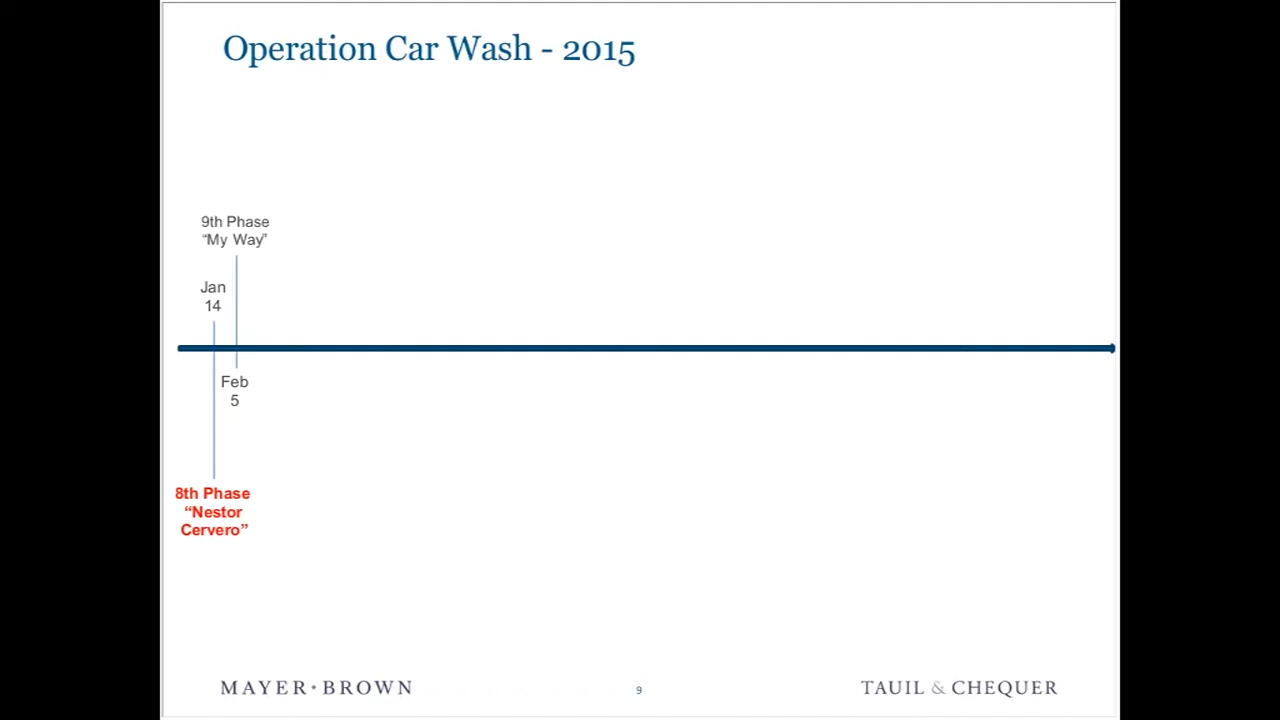 Operation Car Wash - 2015
9th Phase
“My Way”
Jan
14
Feb
5
8th Phase
“Nestor
Cervero”
MAYER • BROWN
9
TAUIL & CHEQUER